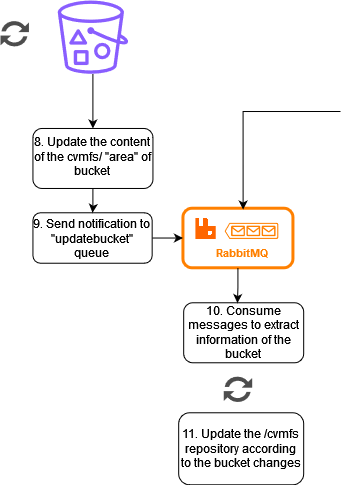 8. Update the content
of the cvmfs/ "area" of
bucket
9. Send notification to
"updatebucket"
queue
RabbitMQ
10. Consume
messages to extract
information of the
bucket
11. Update the /cvmfs
repository according
to the bucket changes